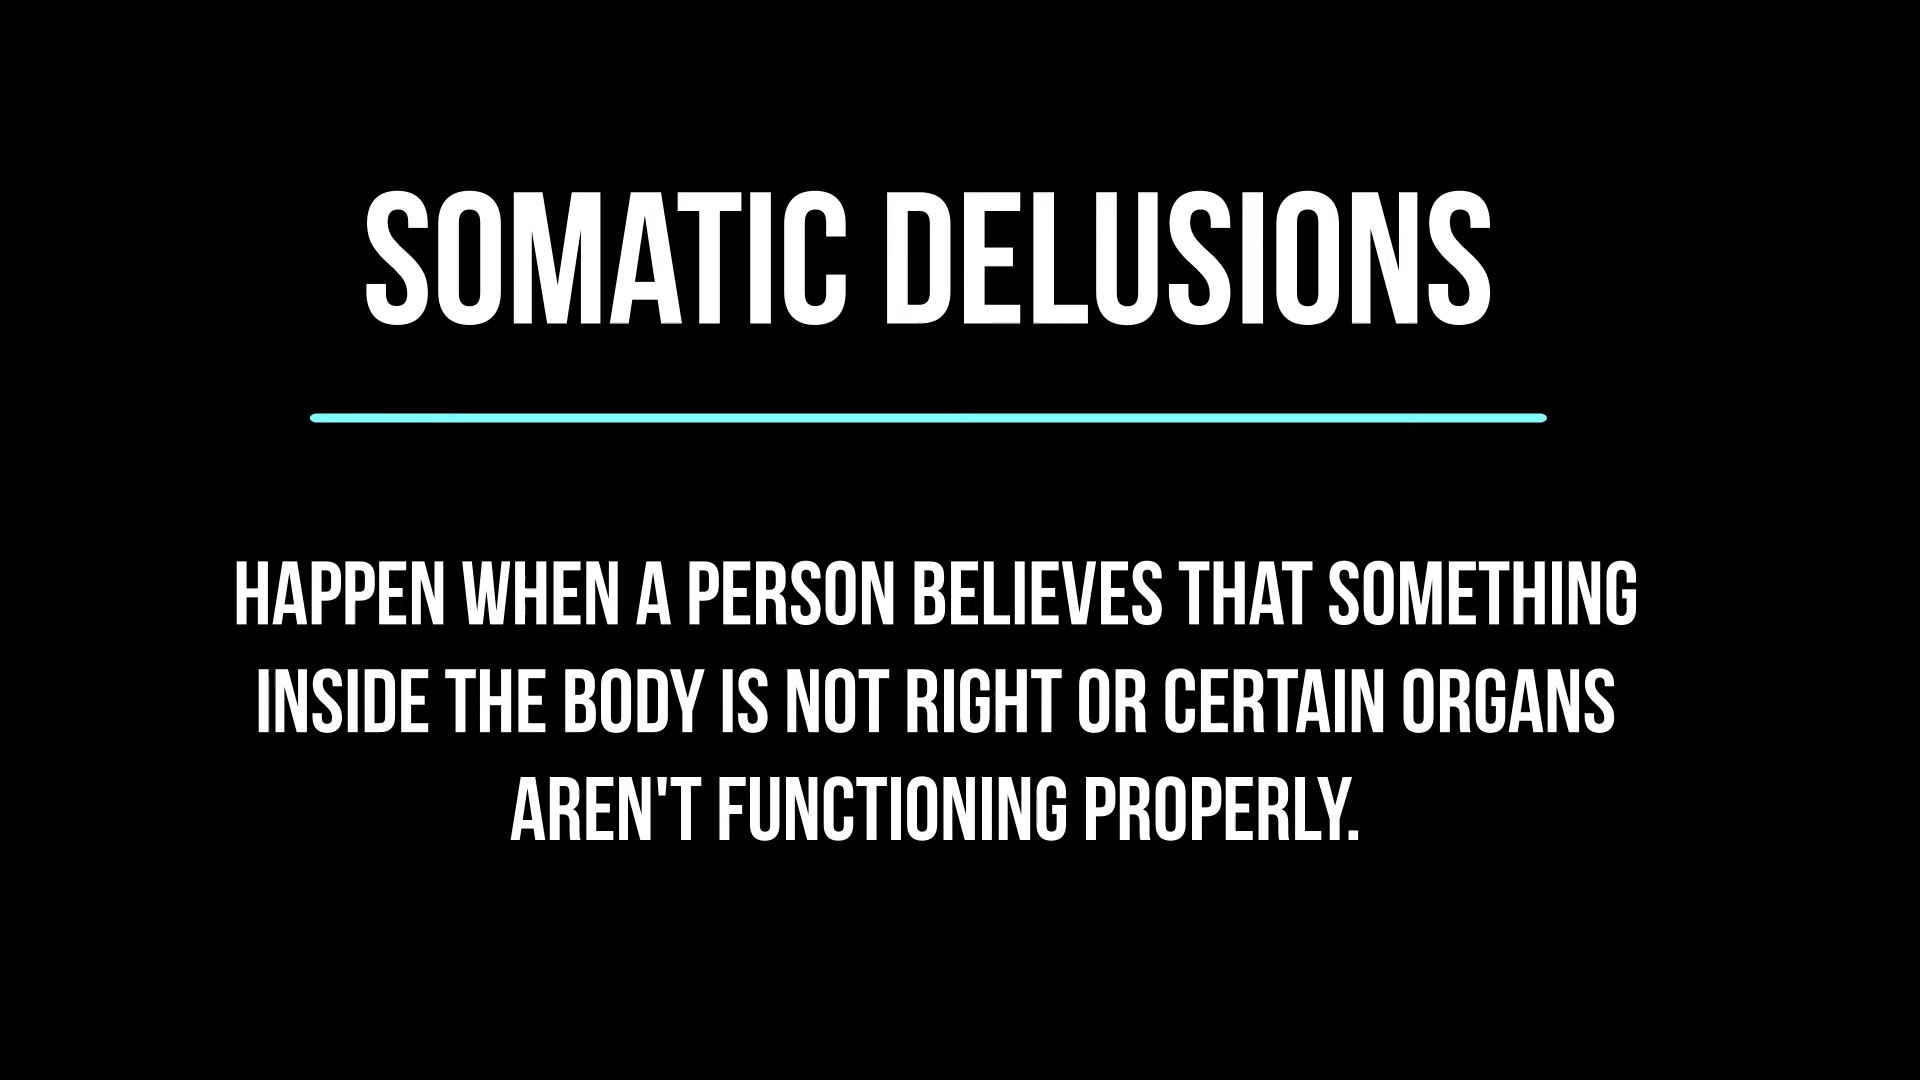 SOMATIC DELUSIONS
HAPPEN WHEN A PERSON BELIEVES THAT SOMETHING
INSIDE THE BODY IS NOT RIGHT OR CERTAIN ORGANS
AREN'T FUNCTIONING PROPERLY.